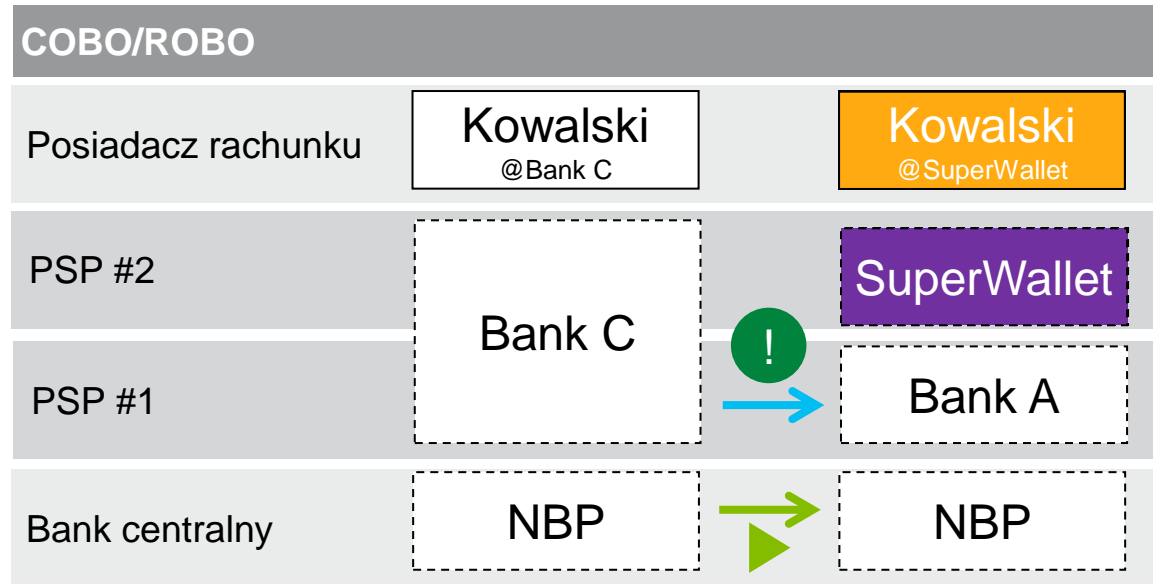 COBO/ROBO
Posiadacz rachunku
Kowalski
@Bank C
Kowalski
@SuperWallet
PSP #2
SuperWallet
Bank C
!
PSP #1
Bank A
Bank centralny
NBP
NBP